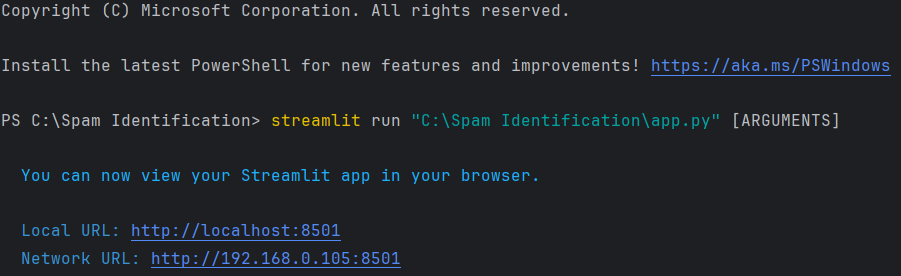 Copyright (C) Microsoft Corporation. All rights reserved.
Install the latest PowerShell for new features and improvements! https://aka.ms/PSWindows
PS C:\Spam Identification> streamlit run "C:\Spam Identification\app.py" [ARGUMENTS]
You can now view your Streamlit app in your browser.
Local URL: http://localhost:8501
Network URL: http://192.168.0.105:8501